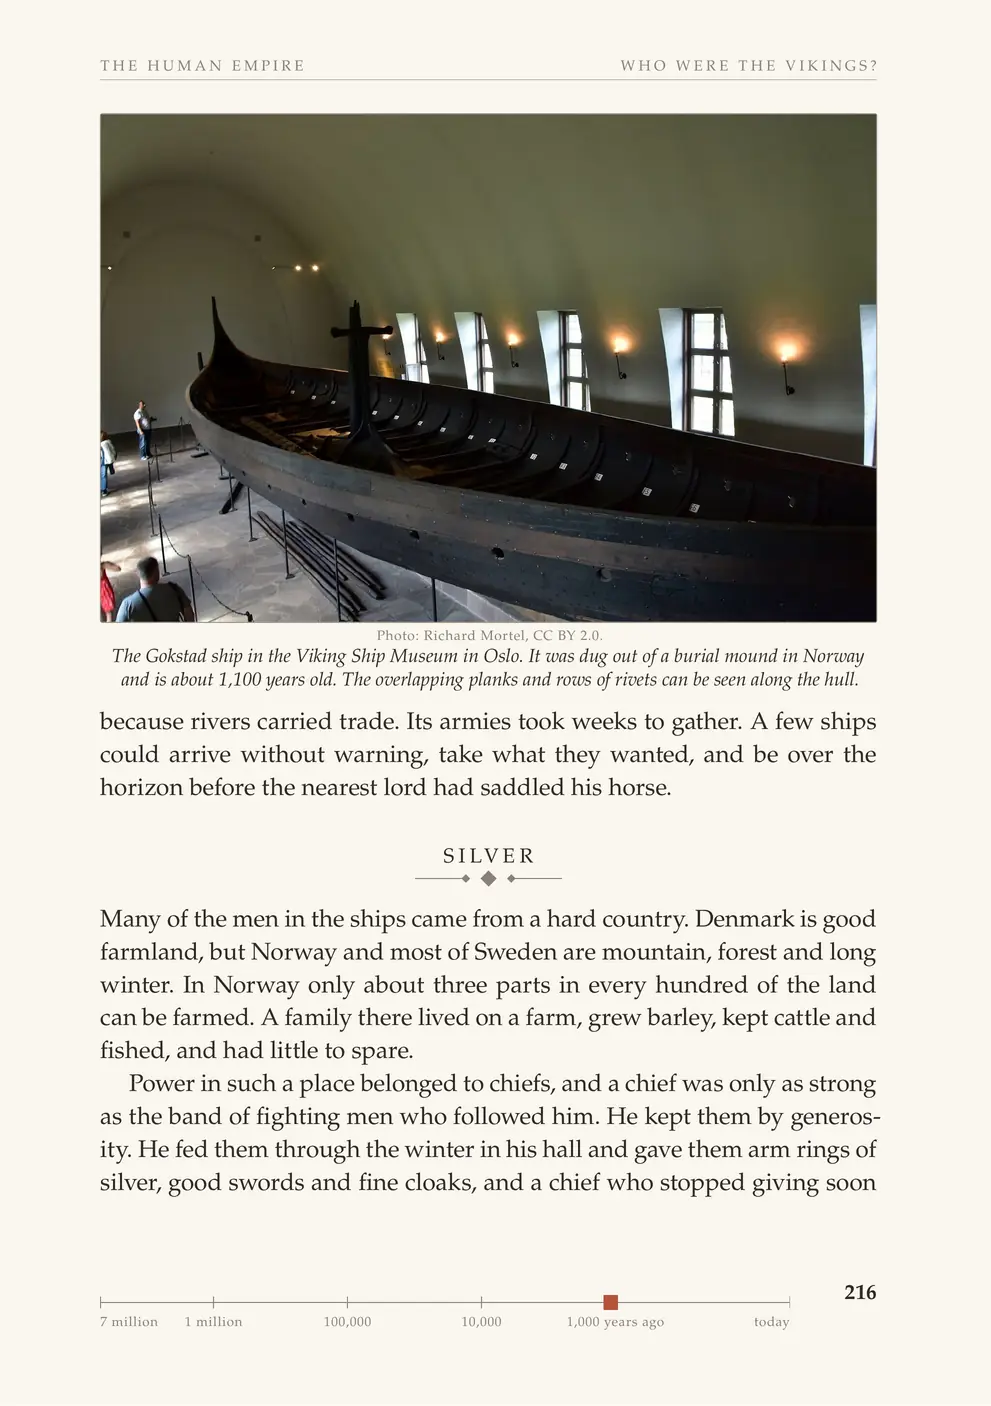 THE HUMAN EMPIRE
WHO WERE THE VIKINGS?
Photo: Richard Mortel, CC BY 2.0.
The Gokstad ship in the Viking Ship Museum in Oslo. It was dug out of a burial mound in Norway
and is about 1,100 years old. The overlapping planks and rows of rivets can be seen along the hull.
because rivers carried trade. Its armies took weeks to gather. A few ships
could arrive without warning, take what they wanted, and be over the
horizon before the nearest lord had saddled his horse.
SILVER
Many of the men in the ships came from a hard country. Denmark is good
farmland, but Norway and most of Sweden are mountain, forest and long
winter. In Norway only about three parts in every hundred of the land
can be farmed. A family there lived on a farm, grew barley, kept cattle and
fished, and had little to spare.
Power in such a place belonged to chiefs, and a chief was only as strong
as the band of fighting men who followed him. He kept them by generos-
ity. He fed them through the winter in his hall and gave them arm rings of
silver, good swords and fine cloaks, and a chief who stopped giving soon
216
7 million
1 million
100,000
10,000
1,000 years ago
today